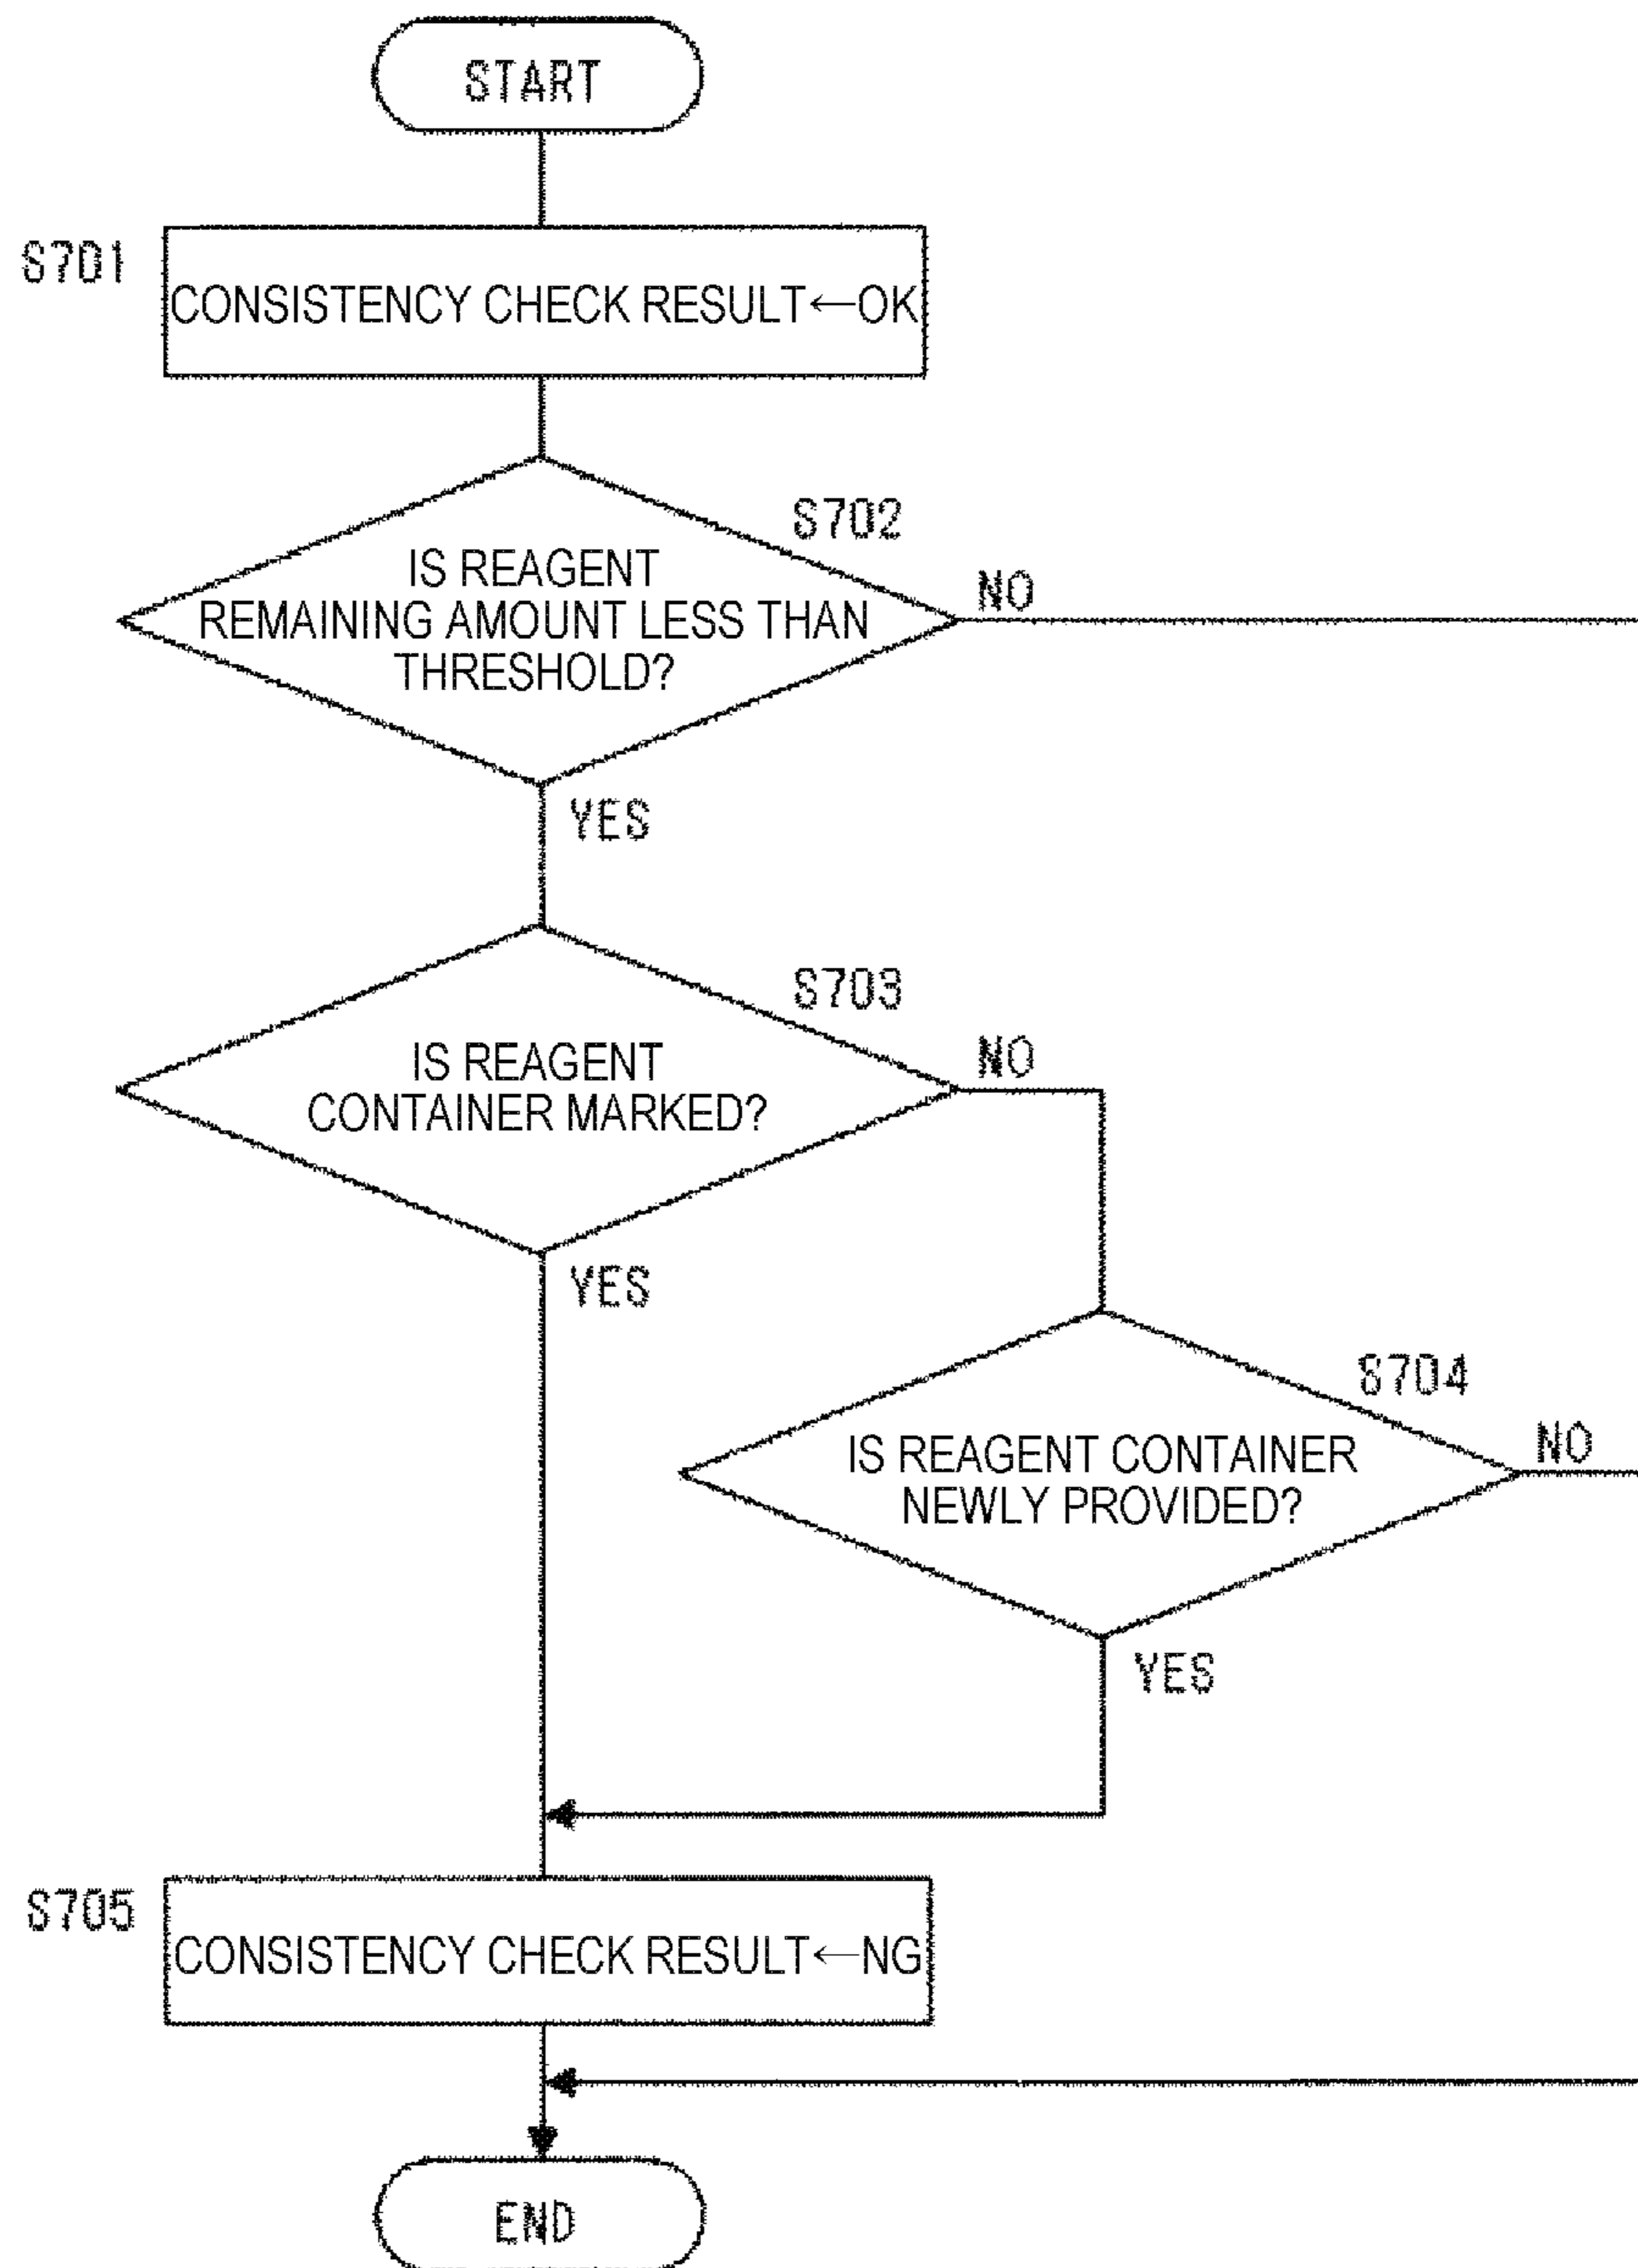 START
S701
CONSISTENCY CHECK RESULT←OK
S702
IS REAGENT
REMAINING AMOUNT LESS THAN
THRESHOLD?
NO
YES
S703
IS REAGENT
CONTAINER MARKED?
NO
YES
S704
IS REAGENT CONTAINER
NEWLY PROVIDED?
NO
YES
S705
CONSISTENCY CHECK RESULT←NG
END